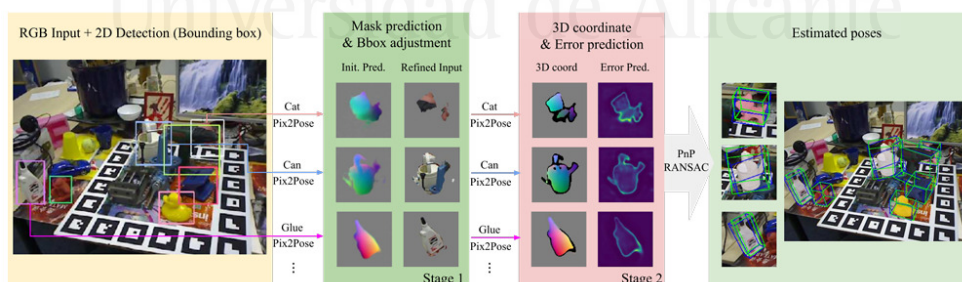 Universidad de Alicante
RGB Input + 2D Detection (Bounding box)
Mask prediction
& Bbox adjustment
Init. Pred.
Refined Input
3D coordinate
& Error prediction
3D coord
Error Pred.
Estimated poses
Cat
Pix2Pose
Cat
Pix2Pose
Can
Pix2Pose
Can
Pix2Pose
PnP
RANSAC
Glue
Pix2Pose
Glue
Pix2Pose
Stage 1
Stage 2